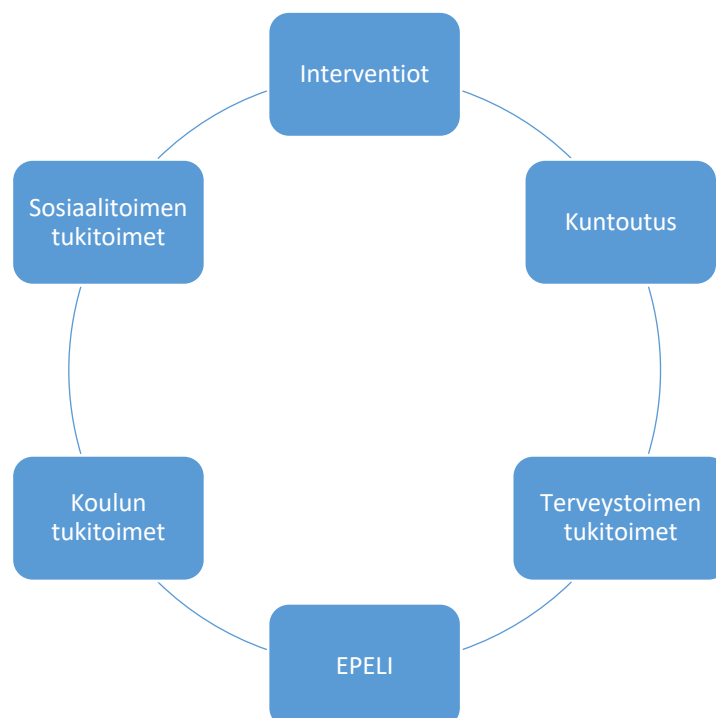 Interventiot
Sosiaalitoimen
tukitoimet
Kuntoutus
Koulun
tukitoimet
Terveystoimen
tukitoimet
EPELI